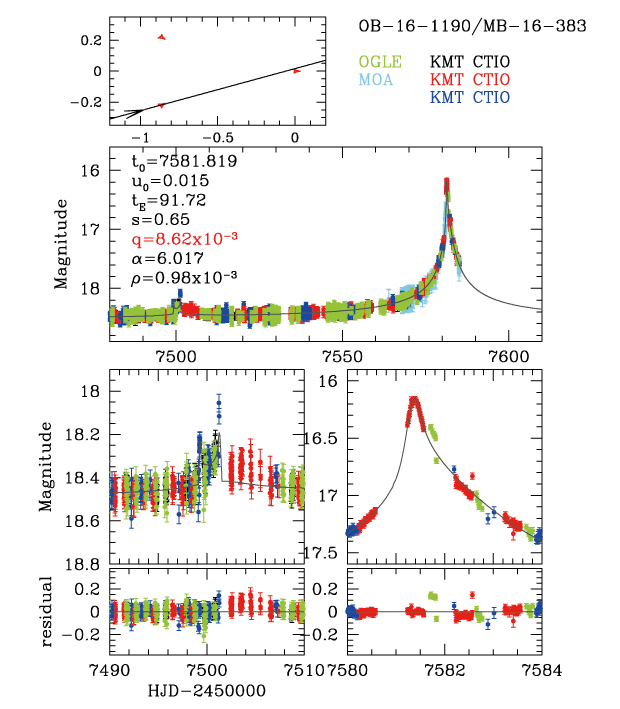 OB-16-1190/MB-16-383
OGLE KMT CTIO
MOA KMT CTIO
KMT CTIO
0.2
0
−0.2
−1 −0.5 0
t0=7581.819
u0=0.015
tE=91.72
s=0.65
q=8.62x10−3
α=6.017
ρ=0.98x10−3
Magnitude
16
17
18
7500 7550 7600
Magnitude
18
18.2
18.4
18.6
18.8
16
16.5
17
17.5
residual
0.2
0
−0.2
0.2
0
−0.2
7490 7500 7510
7580 7582 7584
HJD−2450000